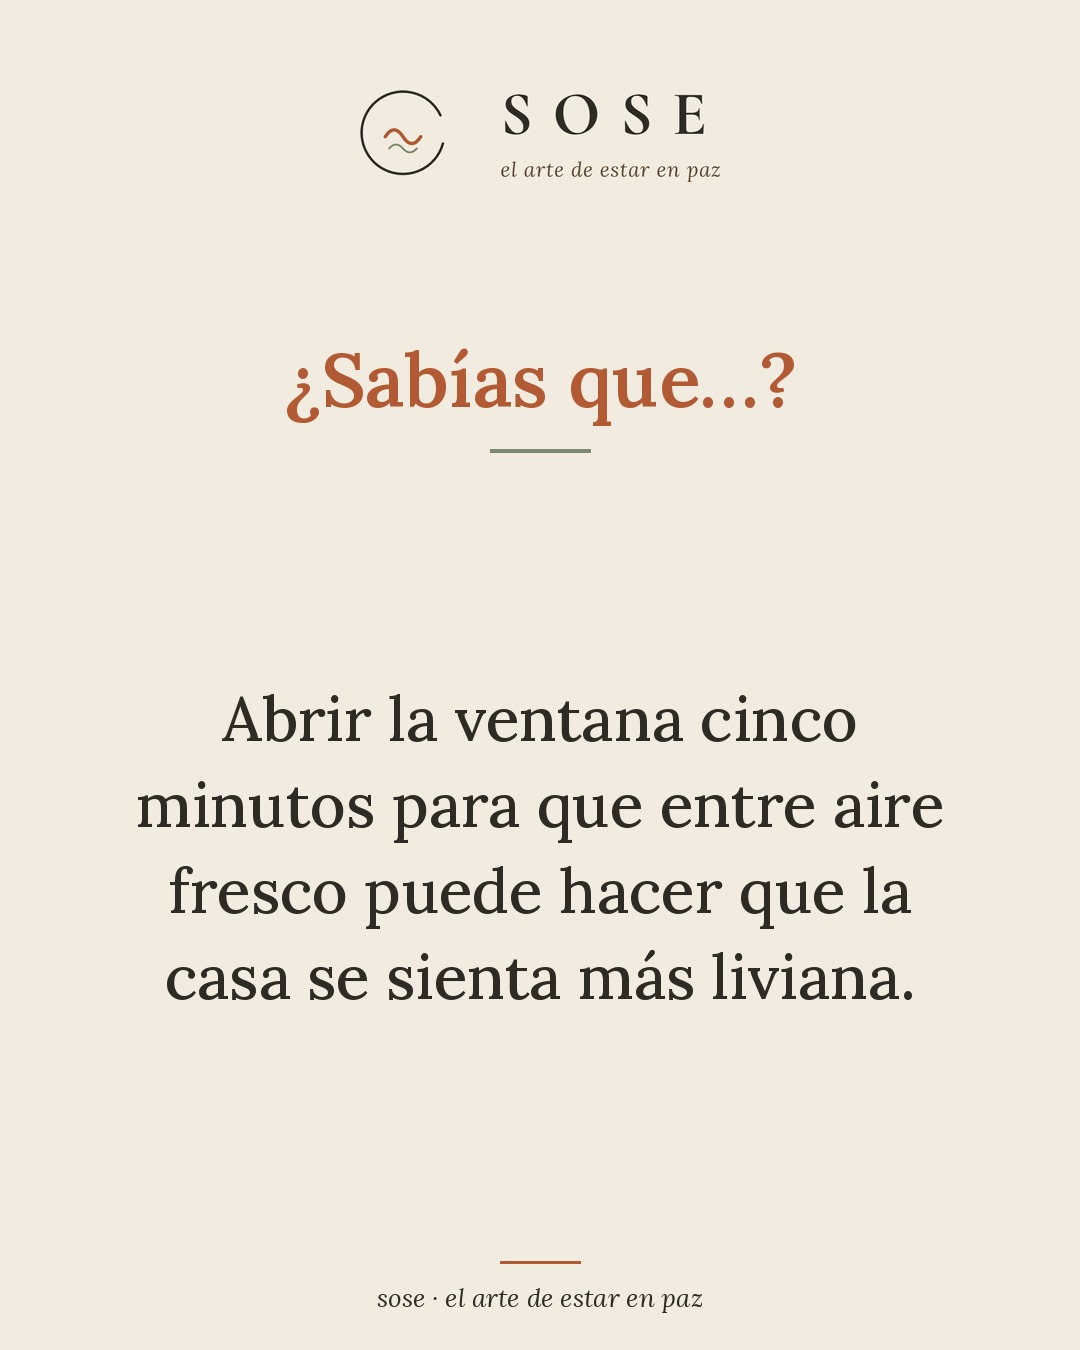 SOSE
el arte de estar en paz
¿Sabías que...?
Abrir la ventana cinco
minutos para que entre aire
fresco puede hacer que la
casa se sienta más liviana.
sose · el arte de estar en paz